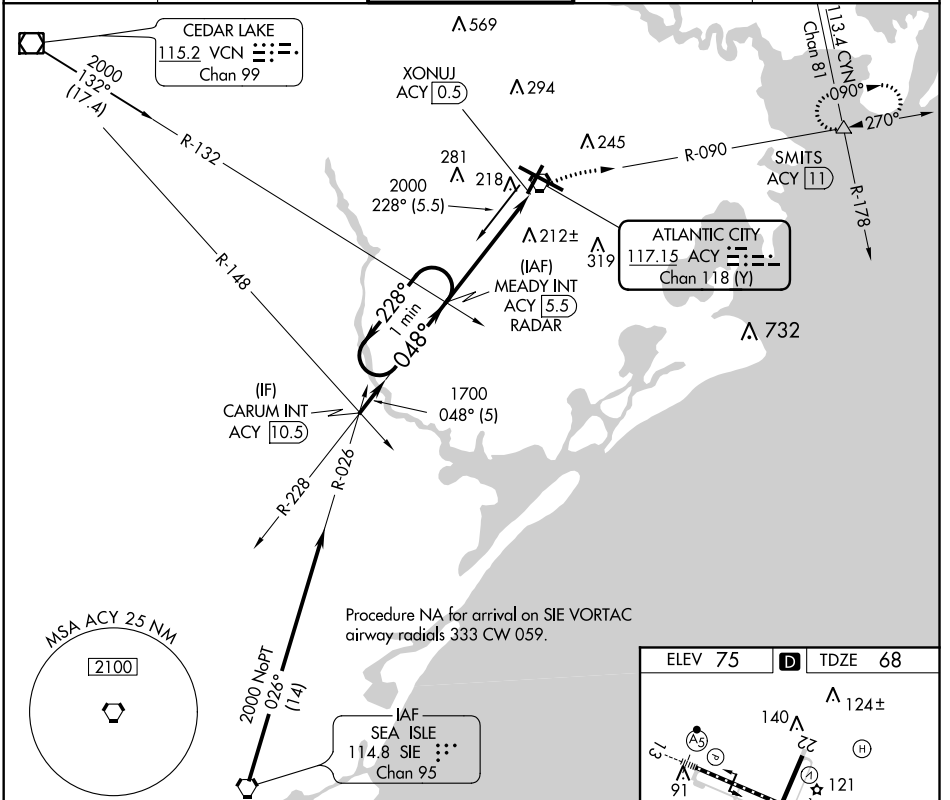 CEDAR LAKE
115.2 VCN
Chan 99
569
113.4 CYN
Chan 81
2000
132°
(17.4)
XONUJ
ACY 0.5
294
090°
270°
R-132
245
R-090
SMITS
ACY 11
281
218
2000
228° (5.5)
R-178
ATLANTIC CITY
117.15 ACY
Chan 118 (Y)
212±
319
R-148
(IAF)
MEADY INT
ACY 5.5
RADAR
228°
1 min
048°
732
(IF)
CARUM INT
ACY 10.5
1700
048° (5)
R-228
R-026
Procedure NA for arrival on SIE VORTAC
airway radials 333 CW 059.
MSA ACY 25 NM
2100
2000 NoPT
026°
(14)
IAF
SEA ISLE
114.8 SIE
Chan 95
ELEV 75 D TDZE 68
124±
140
22
H
A5
P
13
V
121
91